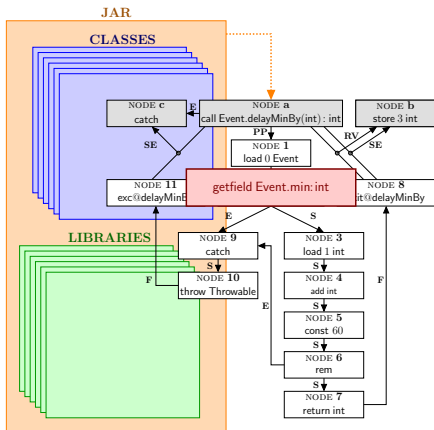 JAR
CLASSES
NODE c
catch
E
NODE a
call Event.delayMinBy(int) : int
NODE b
store 3 int
SE
PP
RV
SE
NODE 1
load 0 Event
getfield Event.min: int
NODE 11
exc@delayMinB
NODE 8
it@delayMinBy
E
S
LIBRARIES
NODE 9
catch
NODE 3
load 1 int
S
S
NODE 10
throw Throwable
F
NODE 4
add int
F
S
E
NODE 5
const 60
S
NODE 6
rem
S
NODE 7
return int